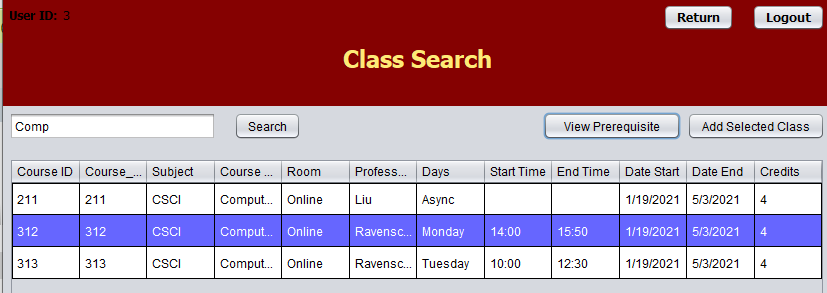 User ID: 3
Return Logout
Class Search
Comp Search View Prerequisite Add Selected Class
Course ID Course_... Subject Course ... Room Profess... Days Start Time End Time Date Start Date End Credits
211 211 CSCI Comput... Online Liu Async 1/19/2021 5/3/2021 4
312 312 CSCI Comput... Online Ravensc... Monday 14:00 15:50 1/19/2021 5/3/2021 4
313 313 CSCI Comput... Online Ravensc... Tuesday 10:00 12:30 1/19/2021 5/3/2021 4